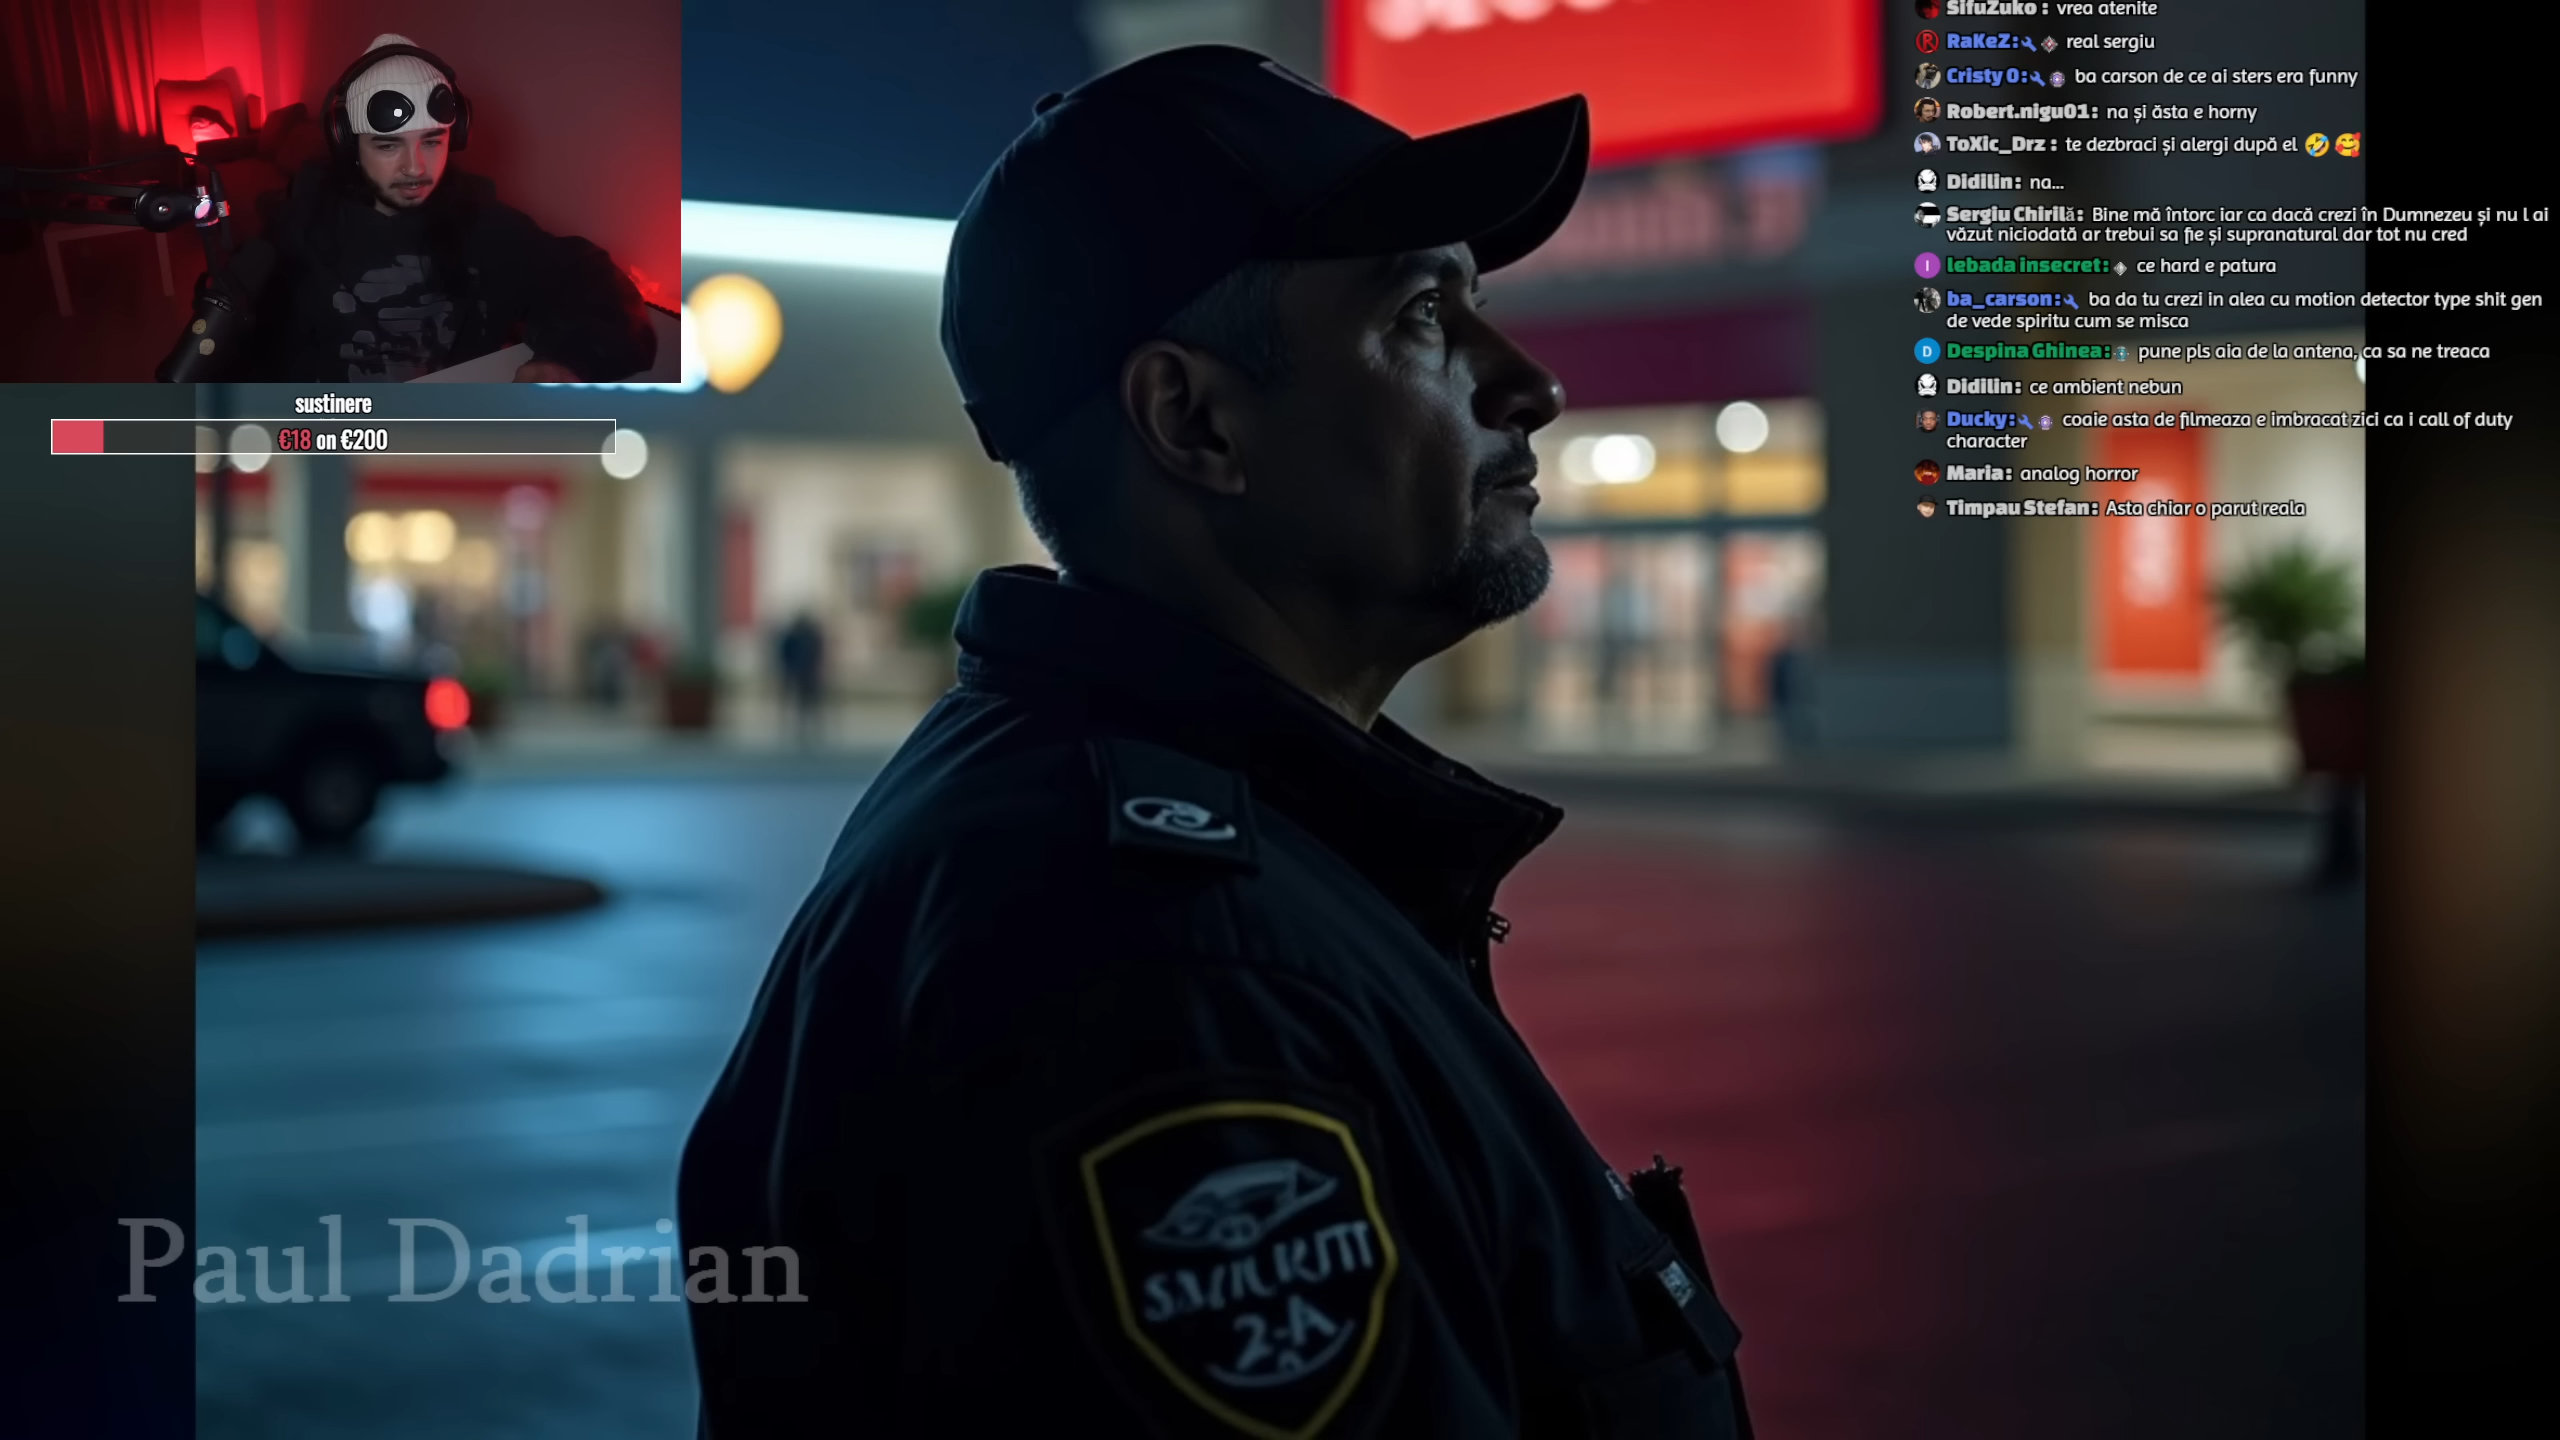 SifuZuko : vrea atenite
RaKeZ: real sergiu
Cristy O: ba carson de ce ai sters era funny
Robert.nigu01: na și ăsta e horny
ToXic_Drz : te dezbraci și alergi după el 🤣 🥰
Didilin: na...
Sergiu Chirilă: Bine mă întorc iar ca dacă crezi în Dumnezeu și nu l ai
văzut niciodată ar trebui sa fie și supranatural dar tot nu cred
lebada insecret: ce hard e patura
ba_carson: ba da tu crezi in alea cu motion detector type shit gen
de vede spiritu cum se misca
Despina Ghinea: pune pls aia de la antena, ca sa ne treaca
Didilin: ce ambient nebun
Ducky: coaie asta de filmeaza e imbracat zici ca i call of duty
character
Maria: analog horror
Timpau Stefan: Asta chiar o parut reala
sustinere
€18 on €200
2-A
Paul Dadrian